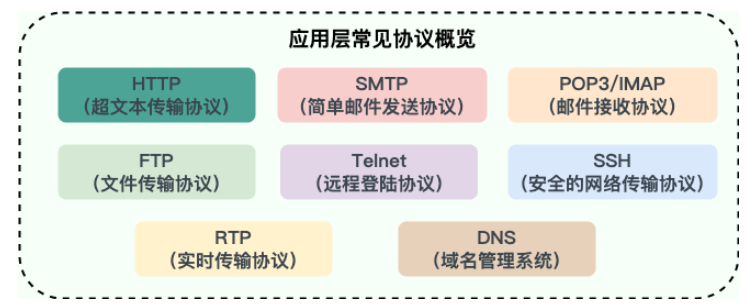 应用层常见协议概览
HTTP
（超文本传输协议）
SMTP
（简单邮件发送协议）
POP3/IMAP
（邮件接收协议）
FTP
（文件传输协议）
Telnet
（远程登陆协议）
SSH
（安全的网络传输协议）
RTP
（实时传输协议）
DNS
（域名管理系统）